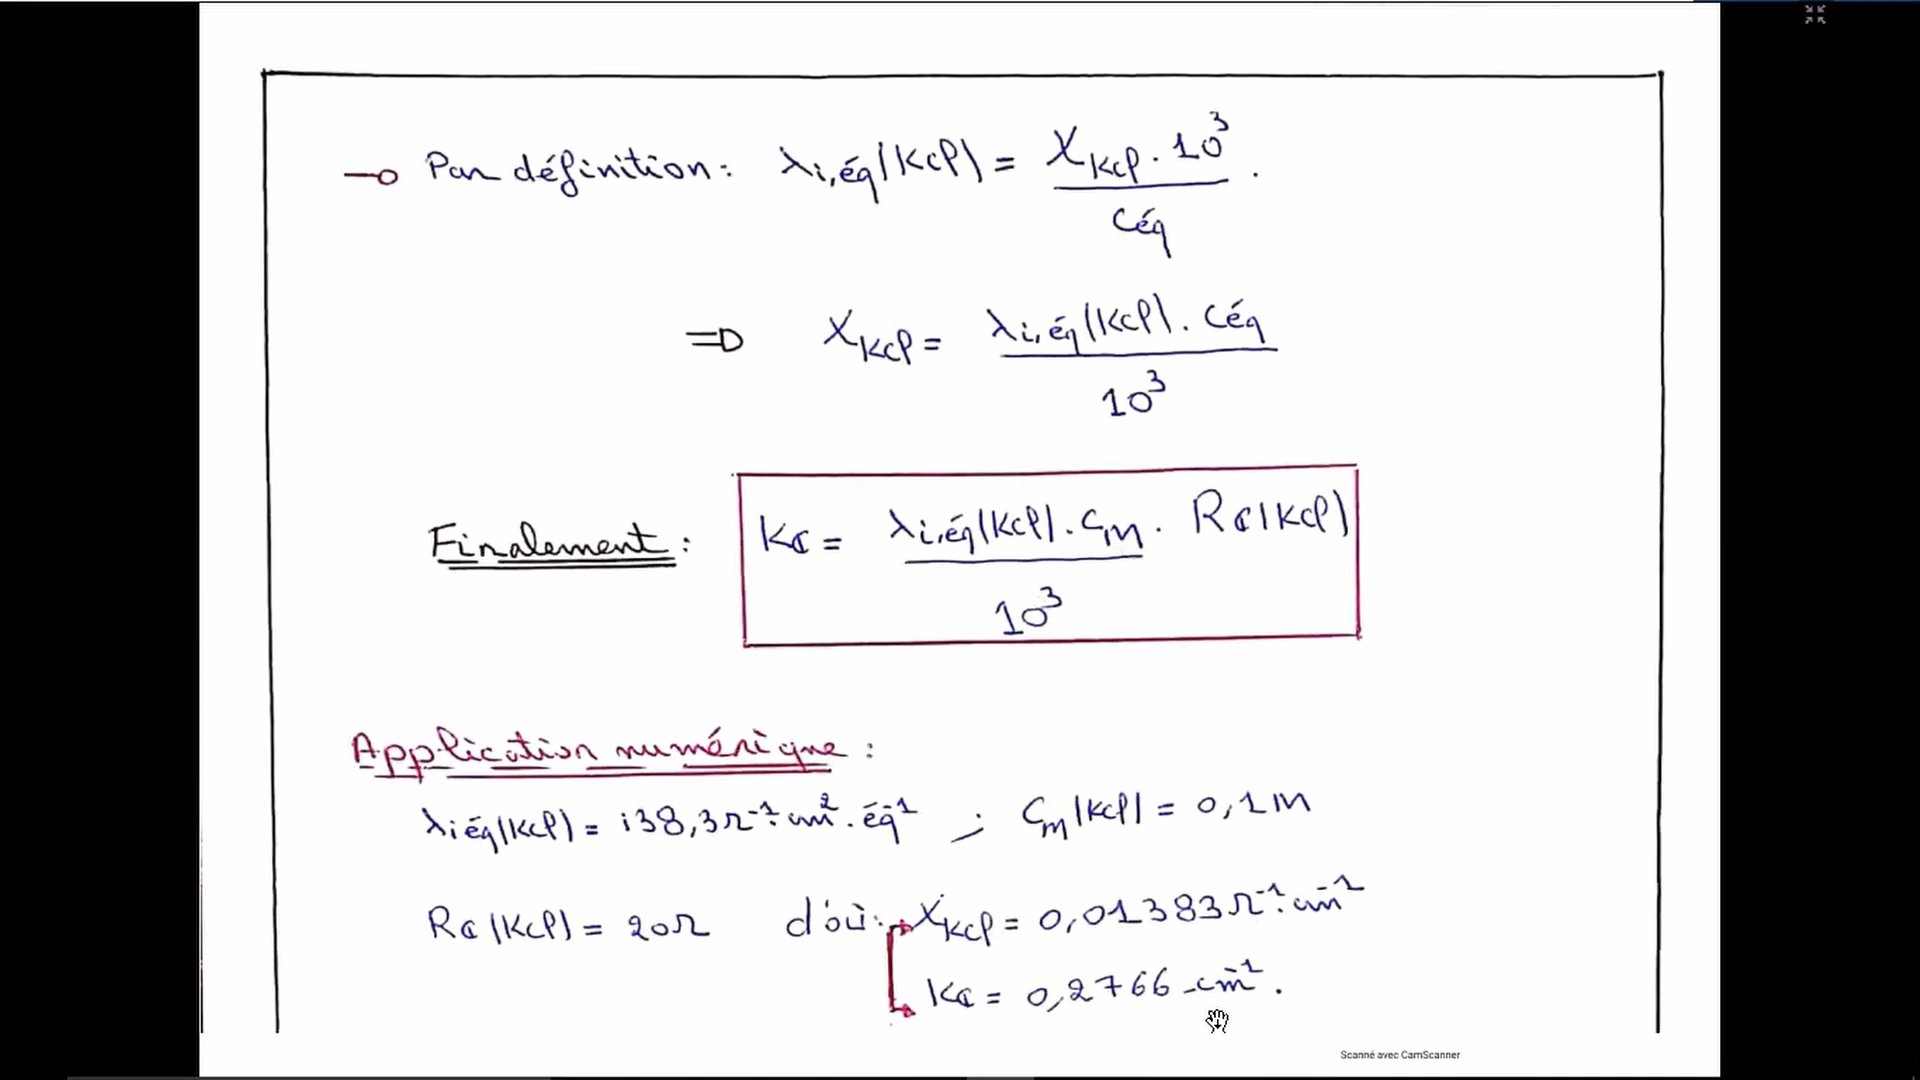 Par définition : λi,éq(KCl) = χKCl . 10³ / Céq .
=> χKCl = λi,éq(KCl) . Céq / 10³
Finalement : Kc = λi,éq(KCl) . Cm / 10³ . Rc(KCl)
Application numérique :
λi éq(KCl) = 138,3 Ω⁻¹. cm² . éq⁻¹ ; Cm(KCl) = 0,1 M
Rc(KCl) = 20 Ω d'où : χKCl = 0,01383 Ω⁻¹. cm⁻¹
Kc = 0,2766 cm⁻¹.
Scanné avec CamScanner